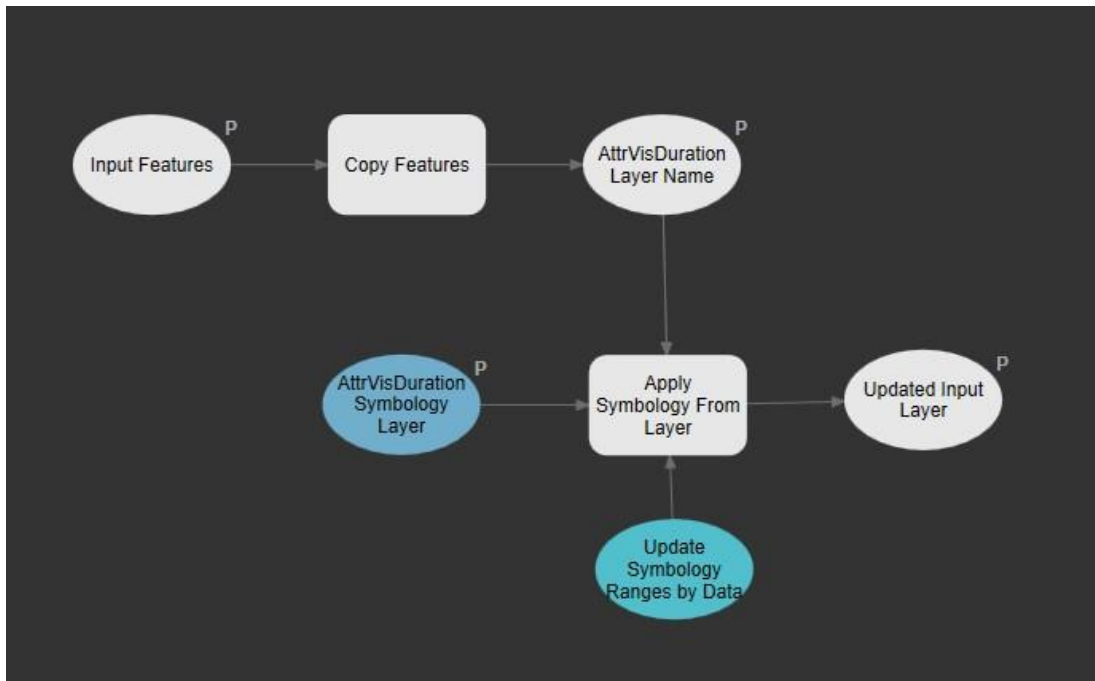 P
P
Input Features
Copy Features
AttrVisDuration
Layer Name
P
P
AttrVisDuration
Symbology
Layer
Apply
Symbology From
Layer
Updated Input
Layer
Update
Symbology
Ranges by Data